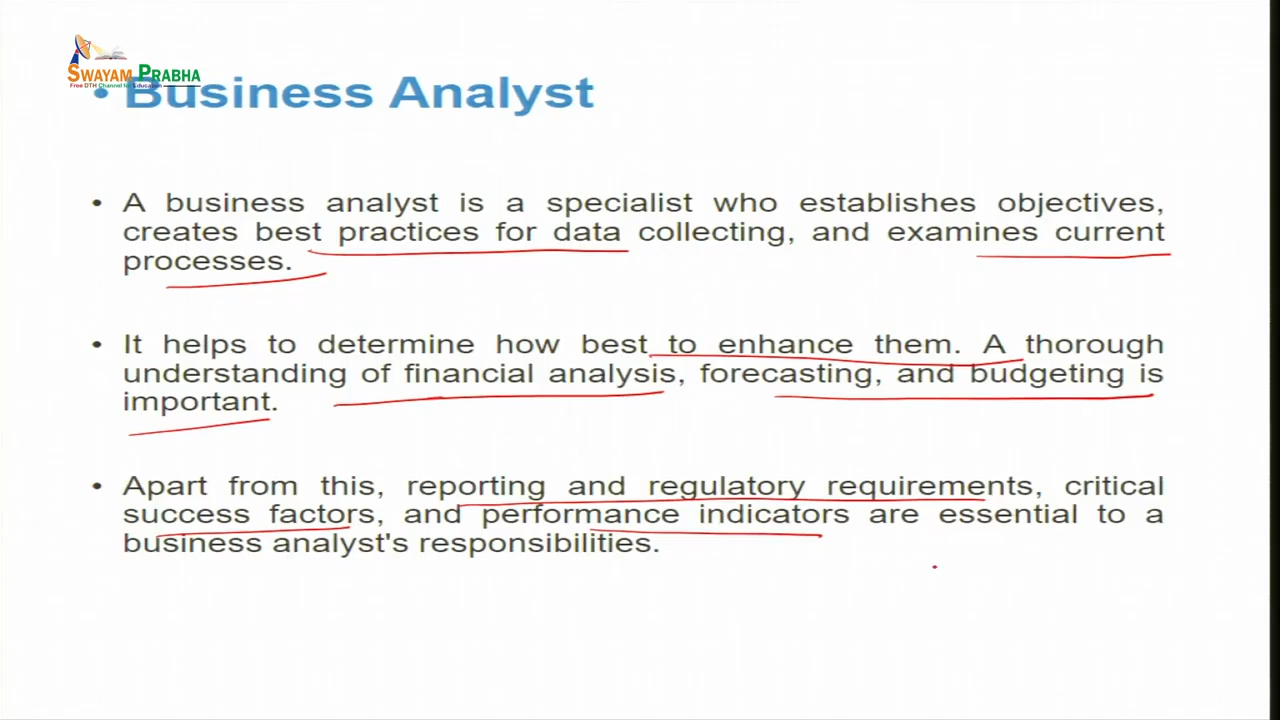 SWAYAM PRABHA
Free DTH Channel for Education
• Business Analyst
• A business analyst is a specialist who establishes objectives,
creates best practices for data collecting, and examines current
processes.
• It helps to determine how best to enhance them. A thorough
understanding of financial analysis, forecasting, and budgeting is
important.
• Apart from this, reporting and regulatory requirements, critical
success factors, and performance indicators are essential to a
business analyst's responsibilities.